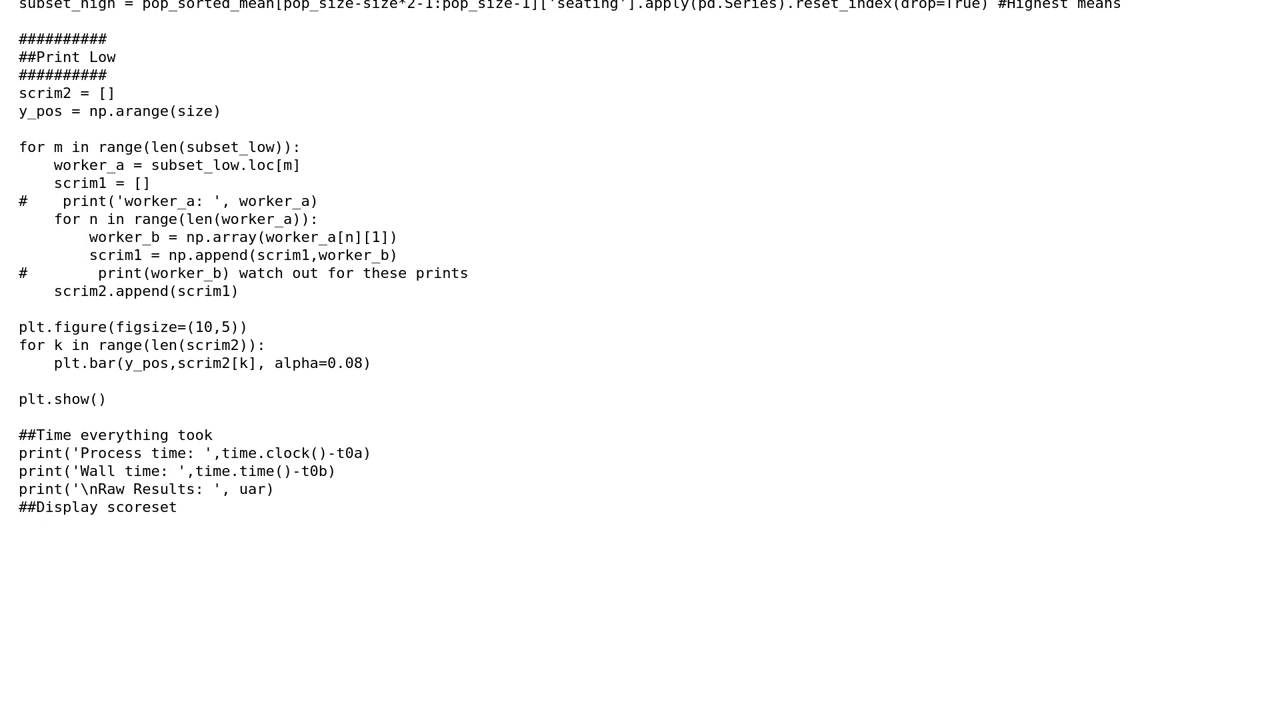 subset_high = pop_sorted_mean[pop_size-size*2-1:pop_size-1]['seating'].apply(pd.Series).reset_index(drop=True) #Highest means
##########
##Print Low
##########
scrim2 = []
y_pos = np.arange(size)
for m in range(len(subset_low)):
    worker_a = subset_low.loc[m]
    scrim1 = []
#    print('worker_a: ', worker_a)
    for n in range(len(worker_a)):
        worker_b = np.array(worker_a[n][1])
        scrim1 = np.append(scrim1,worker_b)
#        print(worker_b) watch out for these prints
    scrim2.append(scrim1)
plt.figure(figsize=(10,5))
for k in range(len(scrim2)):
    plt.bar(y_pos,scrim2[k], alpha=0.08)
plt.show()
##Time everything took
print('Process time: ',time.clock()-t0a)
print('Wall time: ',time.time()-t0b)
print('\nRaw Results: ', uar)
##Display scoreset